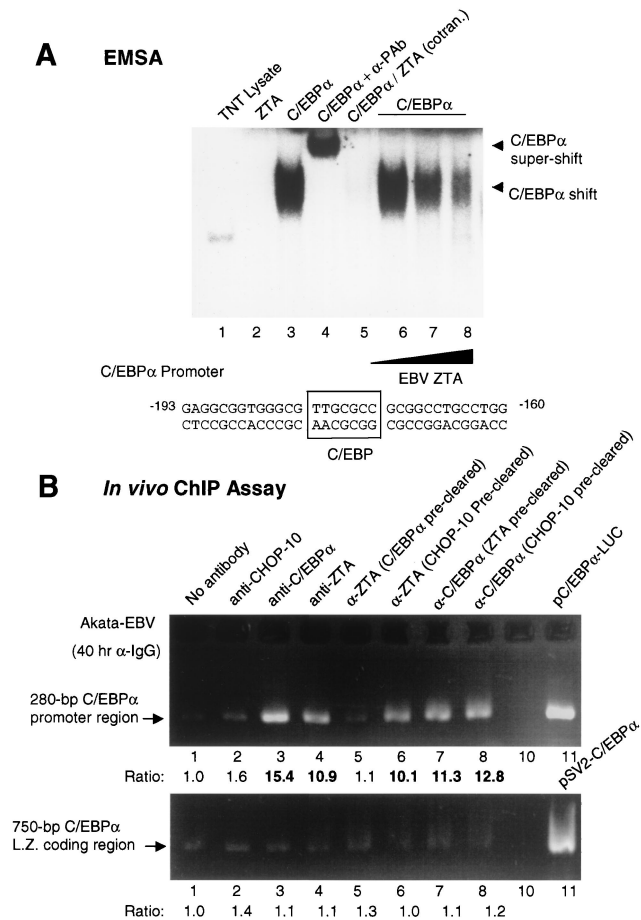 A EMSA
TNT Lysate
ZTA
C/EBPα
C/EBPα + α-PAb
C/EBPα / ZTA (cotran.)
C/EBPα
C/EBPα
super-shift
C/EBPα shift
1 2 3 4 5 6 7 8
C/EBPα Promoter
EBV ZTA
-193 GAGGCGGTGGGCG TTGCGCC GCGGCCTGCCTGG -160
CTCCGCCACCCGC AACGCGG CGCCGGACGGACC
C/EBP
B In vivo ChIP Assay
No antibody
anti-CHOP-10
anti-C/EBPα
anti-ZTA
α-ZTA (C/EBPα pre-cleared)
α-ZTA (CHOP-10 Pre-cleared)
α-C/EBPα (ZTA pre-cleared)
α-C/EBPα (CHOP-10 pre-cleared)
pC/EBPα-LUC
Akata-EBV
(40 hr α-IgG)
280-bp C/EBPα
promoter region
1 2 3 4 5 6 7 8 10 11
Ratio: 1.0 1.6 15.4 10.9 1.1 10.1 11.3 12.8
pSV2-C/EBPα
750-bp C/EBPα
L.Z. coding region
1 2 3 4 5 6 7 8 10 11
Ratio: 1.0 1.4 1.1 1.1 1.3 1.0 1.1 1.2